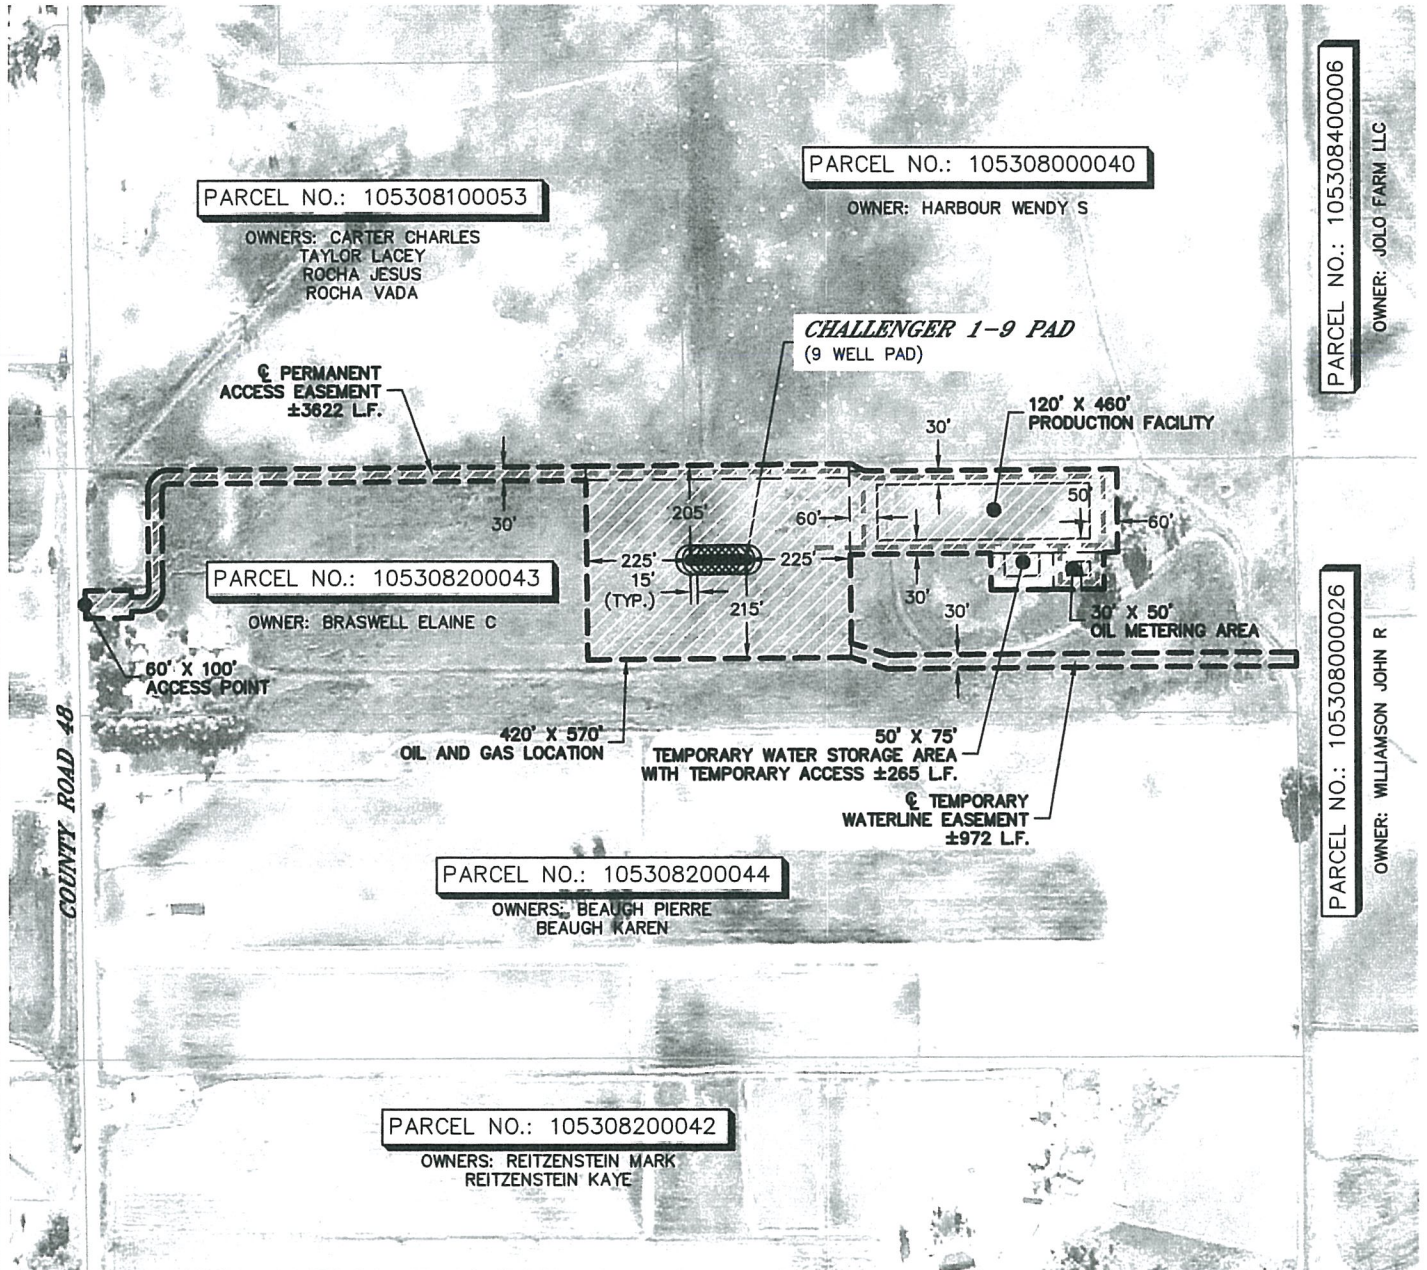 PARCEL NO.: 105308400006
OWNER: JOLO FARM LLC
PARCEL NO.: 105308000040
OWNER: HARBOUR WENDY S
PARCEL NO.: 105308100053
OWNERS: CARTER CHARLES
TAYLOR LACEY
ROCHA JESUS
ROCHA VADA
CHALLENGER 1-9 PAD
(9 WELL PAD)
℄ PERMANENT
ACCESS EASEMENT
±3622 L.F.
120' X 460'
PRODUCTION FACILITY
30'
30'
205'
60'
50'
60'
225'
225'
15'
(TYP.)
215'
30'
30'
PARCEL NO.: 105308200043
OWNER: BRASWELL ELAINE C
30' X 50'
OIL METERING AREA
60' X 100'
ACCESS POINT
COUNTY ROAD 48
420' X 570'
OIL AND GAS LOCATION
50' X 75'
TEMPORARY WATER STORAGE AREA
WITH TEMPORARY ACCESS ±265 L.F.
℄ TEMPORARY
WATERLINE EASEMENT
±972 L.F.
PARCEL NO.: 105308000026
OWNER: WILLIAMSON JOHN R
PARCEL NO.: 105308200044
OWNERS: BEAUGH PIERRE
BEAUGH KAREN
PARCEL NO.: 105308200042
OWNERS: REITZENSTEIN MARK
REITZENSTEIN KAYE